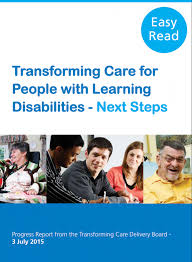 Easy
Read
Transforming Care for
People with Learning
Disabilities - Next Steps
Progress Report from the Transforming Care Delivery Board -
3 July 2015